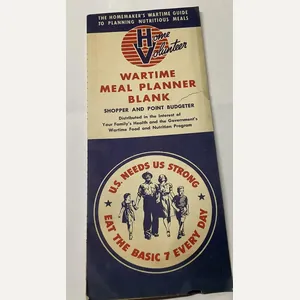 THE HOMEMAKER'S WARTIME GUIDE
TO PLANNING NUTRITIOUS MEALS
Home
Volunteer
WARTIME
MEAL PLANNER
BLANK
SHOPPER AND POINT BUDGETER
Distributed in the Interest of
Your Family's Health and the Government's
Wartime Food and Nutrition Program
U.S. NEEDS US STRONG
EAT THE BASIC 7 EVERY DAY